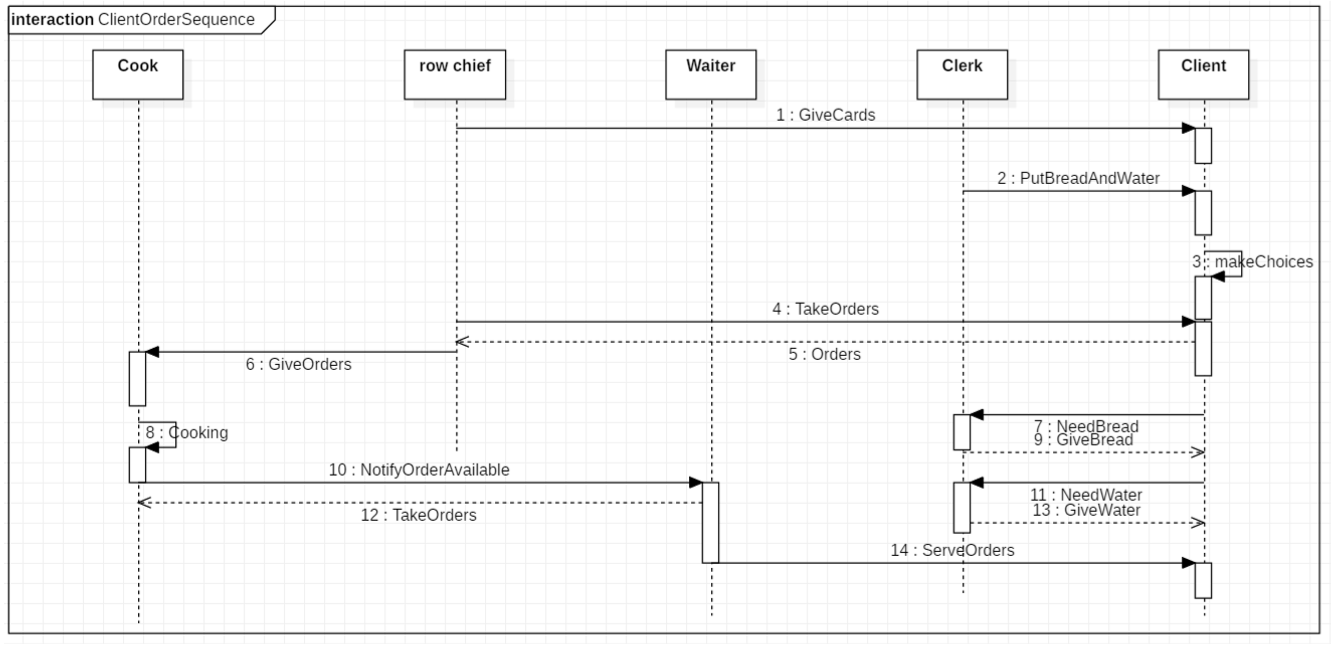 interaction ClientOrderSequence
Cook
row chief
Waiter
Clerk
Client
1 : GiveCards
2 : PutBreadAndWater
3 : makeChoices
4 : TakeOrders
5 : Orders
6 : GiveOrders
7 : NeedBread
8 : Cooking
9 : GiveBread
10 : NotifyOrderAvailable
11 : NeedWater
12 : TakeOrders
13 : GiveWater
14 : ServeOrders